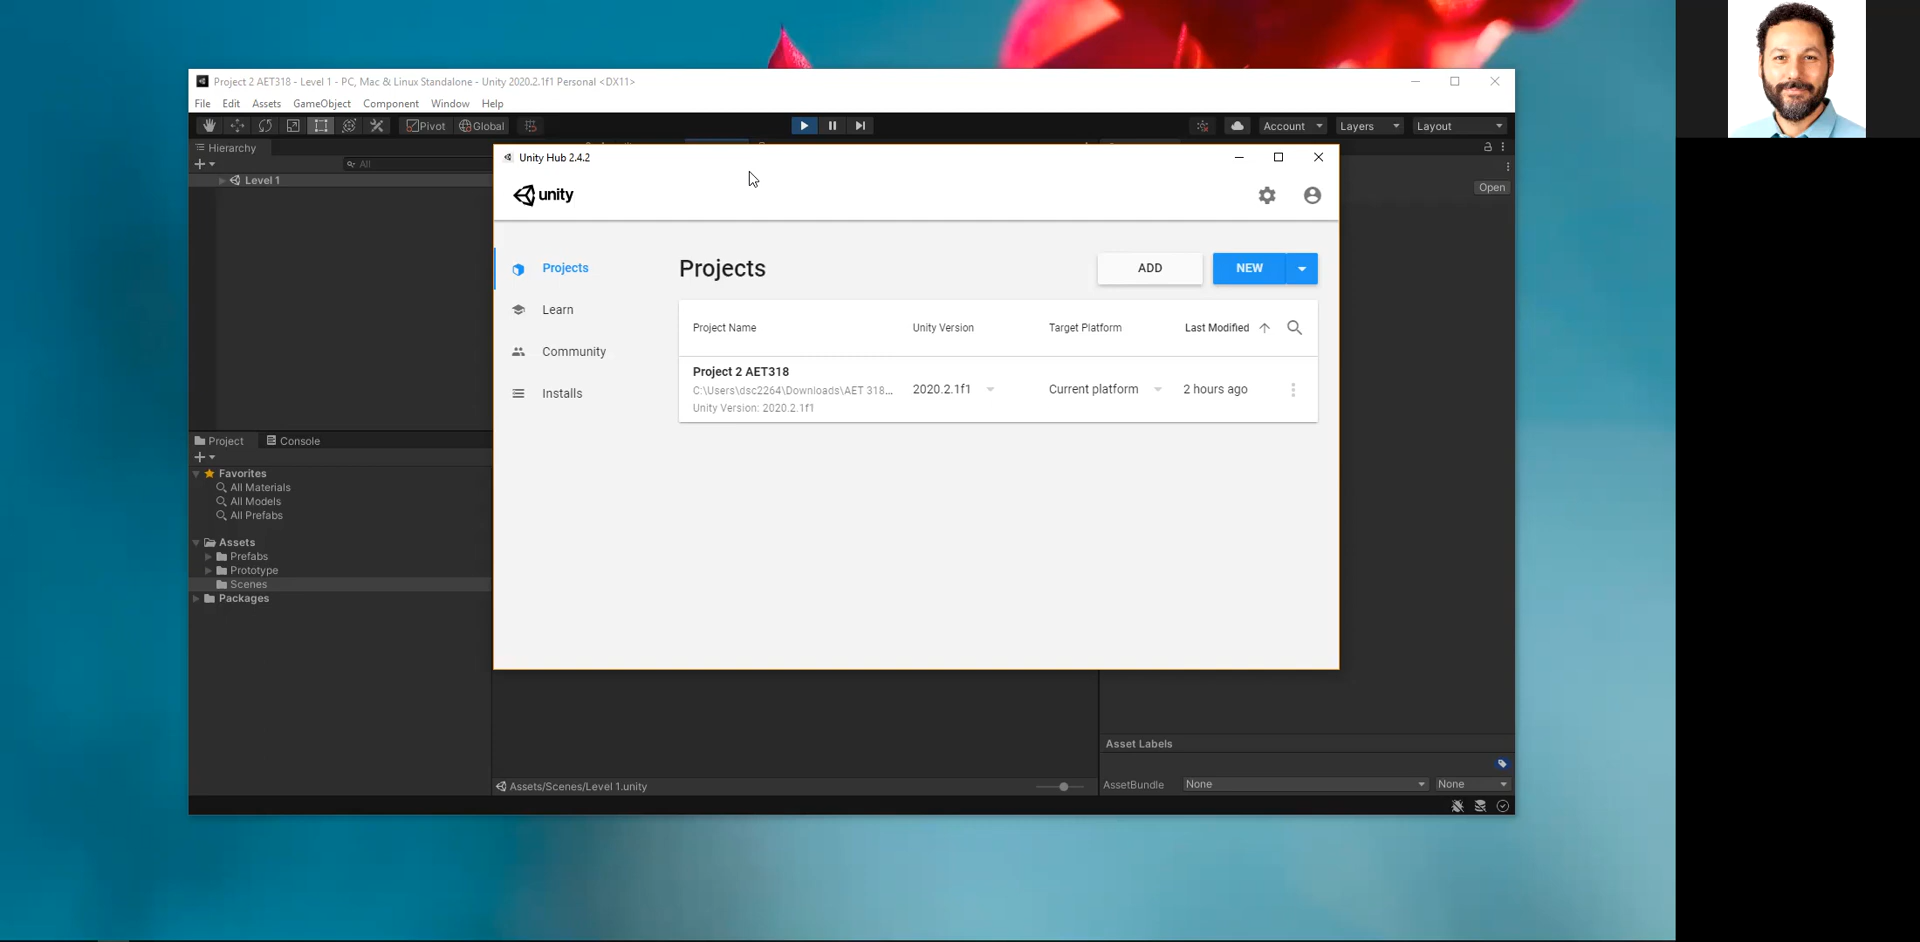 Project 2 AET318 - Level 1 - PC, Mac & Linux Standalone - Unity 2020.2.1f1 Personal <DX11>
File Edit Assets GameObject Component Window Help
Pivot Global Account Layers Layout
Hierarchy
All
Level 1
Open
Unity Hub 2.4.2
unity
Projects
Learn
Community
Installs
Projects
ADD NEW
Project Name Unity Version Target Platform Last Modified
Project 2 AET318
C:\Users\dsc2264\Downloads\AET 318... 2020.2.1f1 Current platform 2 hours ago
Unity Version: 2020.2.1f1
Project Console
Favorites
All Materials
All Models
All Prefabs
Assets
Prefabs
Prototype
Scenes
Packages
Assets/Scenes/Level 1.unity
Asset Labels
AssetBundle None None